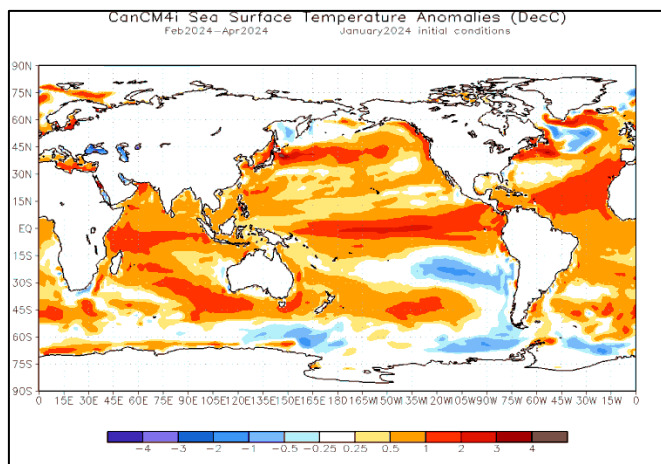 CanCM4i Sea Surface Temperature Anomalies (DecC)
Feb2024-Apr2024 January2024 initial conditions
90N
75N
60N
45N
30N
15N
EQ
15S
30S
45S
60S
75S
90S
0 15E 30E 45E 60E 75E 90E 105E 120E 135E 150E 165E 180 165W 150W 135W 120W 105W 90W 75W 60W 45W 30W 15W 0
-4 -3 -2 -1 -0.5 -0.25 0.25 0.5 1 2 3 4